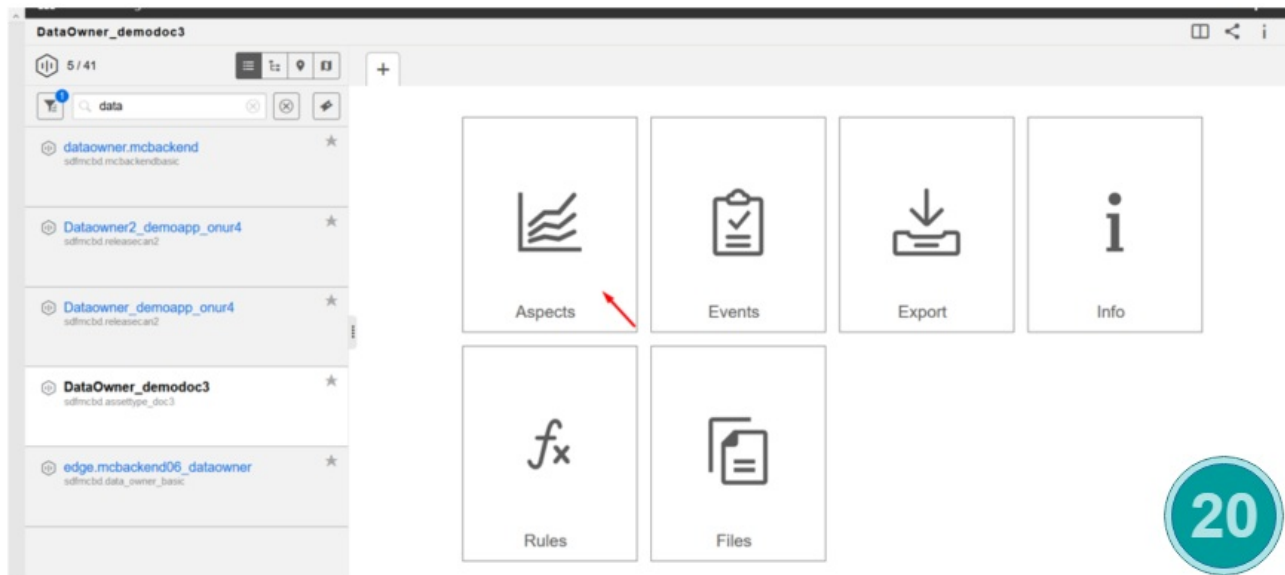 DataOwner_demodoc3
5 / 41
1
data
dataowner.mcbackend
sdfmcbd.mcbackendbasic
Dataowner2_demoapp_onur4
sdfmcbd.releasecan2
Dataowner_demoapp_onur4
sdfmcbd.releasecan2
DataOwner_demodoc3
sdfmcbd.assettype_doc3
edge.mcbackend06_dataowner
sdfmcbd.data_owner_basic
+
Aspects
Events
Export
Info
Rules
Files
20